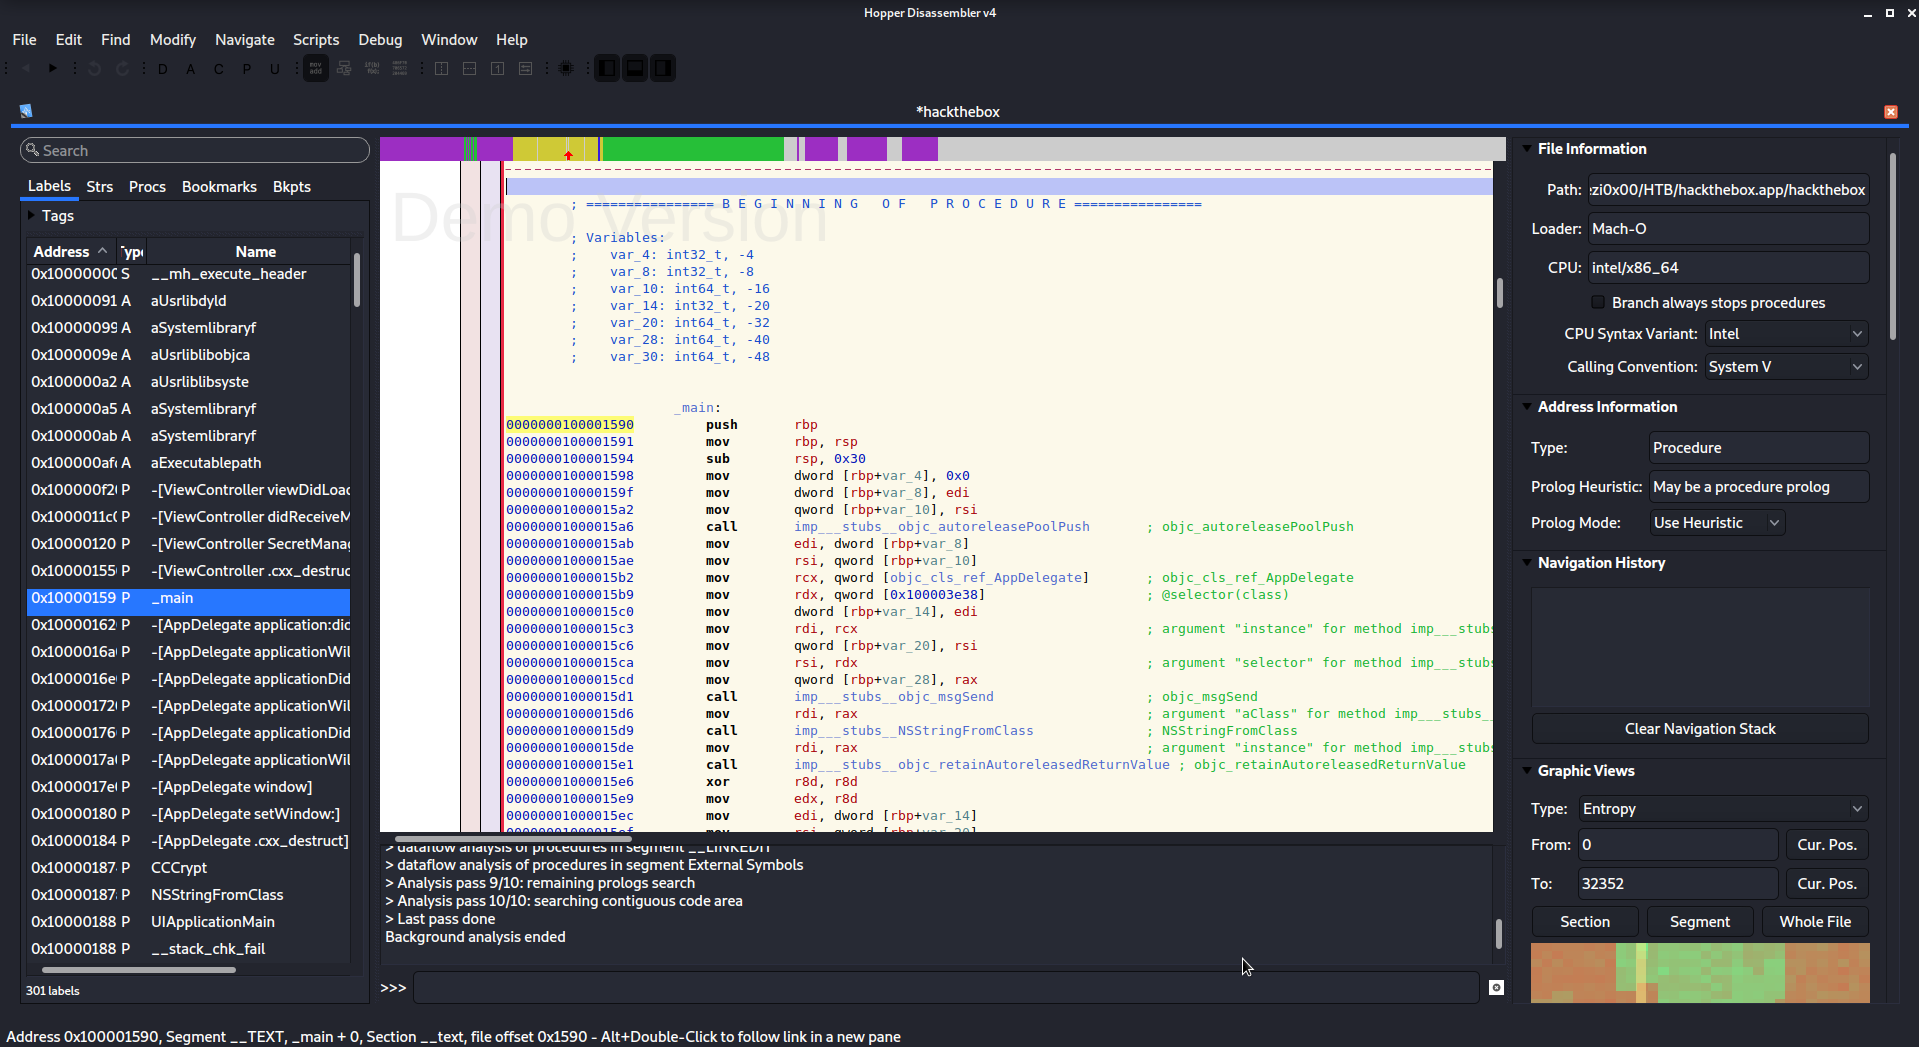 Hopper Disassembler v4
File Edit Find Modify Navigate Scripts Debug Window Help
D A C P U
*hackthebox
Search
Labels Strs Procs Bookmarks Bkpts
Tags
Address Name
0x10000000 S __mh_execute_header
0x10000091 A aUsrlibdyld
0x10000099 A aSystemlibraryf
0x1000009e A aUsrliblibobjca
0x100000a2 A aUsrliblibsyste
0x100000a5 A aSystemlibraryf
0x100000ab A aSystemlibraryf
0x100000af A aExecutablepath
0x100000f2 P -[ViewController viewDidLoad
0x1000011c P -[ViewController didReceiveM
0x10000120 P -[ViewController SecretManag
0x10000155 P -[ViewController .cxx_destruc
0x10000159 P _main
0x10000162 P -[AppDelegate application:did
0x1000016a P -[AppDelegate applicationWil
0x1000016e P -[AppDelegate applicationDid
0x10000172 P -[AppDelegate applicationWil
0x10000176 P -[AppDelegate applicationDid
0x100017a P -[AppDelegate applicationWil
0x1000017e P -[AppDelegate window]
0x10000180 P -[AppDelegate setWindow:]
0x10000184 P -[AppDelegate .cxx_destruct]
0x10000187 P CCCrypt
0x10000187 P NSStringFromClass
0x10000188 P UIApplicationMain
0x10000188 P __stack_chk_fail
301 labels
Demo Version
; ================ B E G I N N I N G   O F   P R O C E D U R E ================
; Variables:
;    var_4: int32_t, -4
;    var_8: int32_t, -8
;    var_10: int64_t, -16
;    var_14: int32_t, -20
;    var_20: int64_t, -32
;    var_28: int64_t, -40
;    var_30: int64_t, -48
_main:
0000000100001590 push rbp
0000000100001591 mov rbp, rsp
0000000100001594 sub rsp, 0x30
0000000100001598 mov dword [rbp+var_4], 0x0
000000010000159f mov dword [rbp+var_8], edi
00000001000015a2 mov qword [rbp+var_10], rsi
00000001000015a6 call imp___stubs__objc_autoreleasePoolPush ; objc_autoreleasePoolPush
00000001000015ab mov edi, dword [rbp+var_8]
00000001000015ae mov rsi, qword [rbp+var_10]
00000001000015b2 mov rcx, qword [objc_cls_ref_AppDelegate] ; objc_cls_ref_AppDelegate
00000001000015b9 mov rdx, qword [0x100003e38] ; @selector(class)
00000001000015c0 mov dword [rbp+var_14], edi
00000001000015c3 mov rdi, rcx ; argument "instance" for method imp___stubs
00000001000015c6 mov qword [rbp+var_20], rsi
00000001000015ca mov rsi, rdx ; argument "selector" for method imp___stubs
00000001000015cd mov qword [rbp+var_28], rax
00000001000015d1 call imp___stubs__objc_msgSend ; objc_msgSend
00000001000015d6 mov rdi, rax ; argument "aClass" for method imp___stubs__
00000001000015d9 call imp___stubs__NSStringFromClass ; NSStringFromClass
00000001000015de mov rdi, rax ; argument "instance" for method imp___stubs
00000001000015e1 call imp___stubs__objc_retainAutoreleasedReturnValue ; objc_retainAutoreleasedReturnValue
00000001000015e6 xor r8d, r8d
00000001000015e9 mov edx, r8d
00000001000015ec mov edi, dword [rbp+var_14]
00000001000015ef mov rsi, qword [rbp+var_20]
> dataflow analysis of procedures in segment __LINKEDIT
> dataflow analysis of procedures in segment External Symbols
> Analysis pass 9/10: remaining prologs search
> Analysis pass 10/10: searching contiguous code area
> Last pass done
Background analysis ended
>>>
File Information
Path: zi0x00/HTB/hackthebox.app/hackthebox
Loader: Mach-O
CPU: intel/x86_64
Branch always stops procedures
CPU Syntax Variant: Intel
Calling Convention: System V
Address Information
Type: Procedure
Prolog Heuristic: May be a procedure prolog
Prolog Mode: Use Heuristic
Navigation History
Clear Navigation Stack
Graphic Views
Type: Entropy
From: 0 Cur. Pos.
To: 32352 Cur. Pos.
Section Segment Whole File
Address 0x100001590, Segment __TEXT, _main + 0, Section __text, file offset 0x1590 - Alt+Double-Click to follow link in a new pane